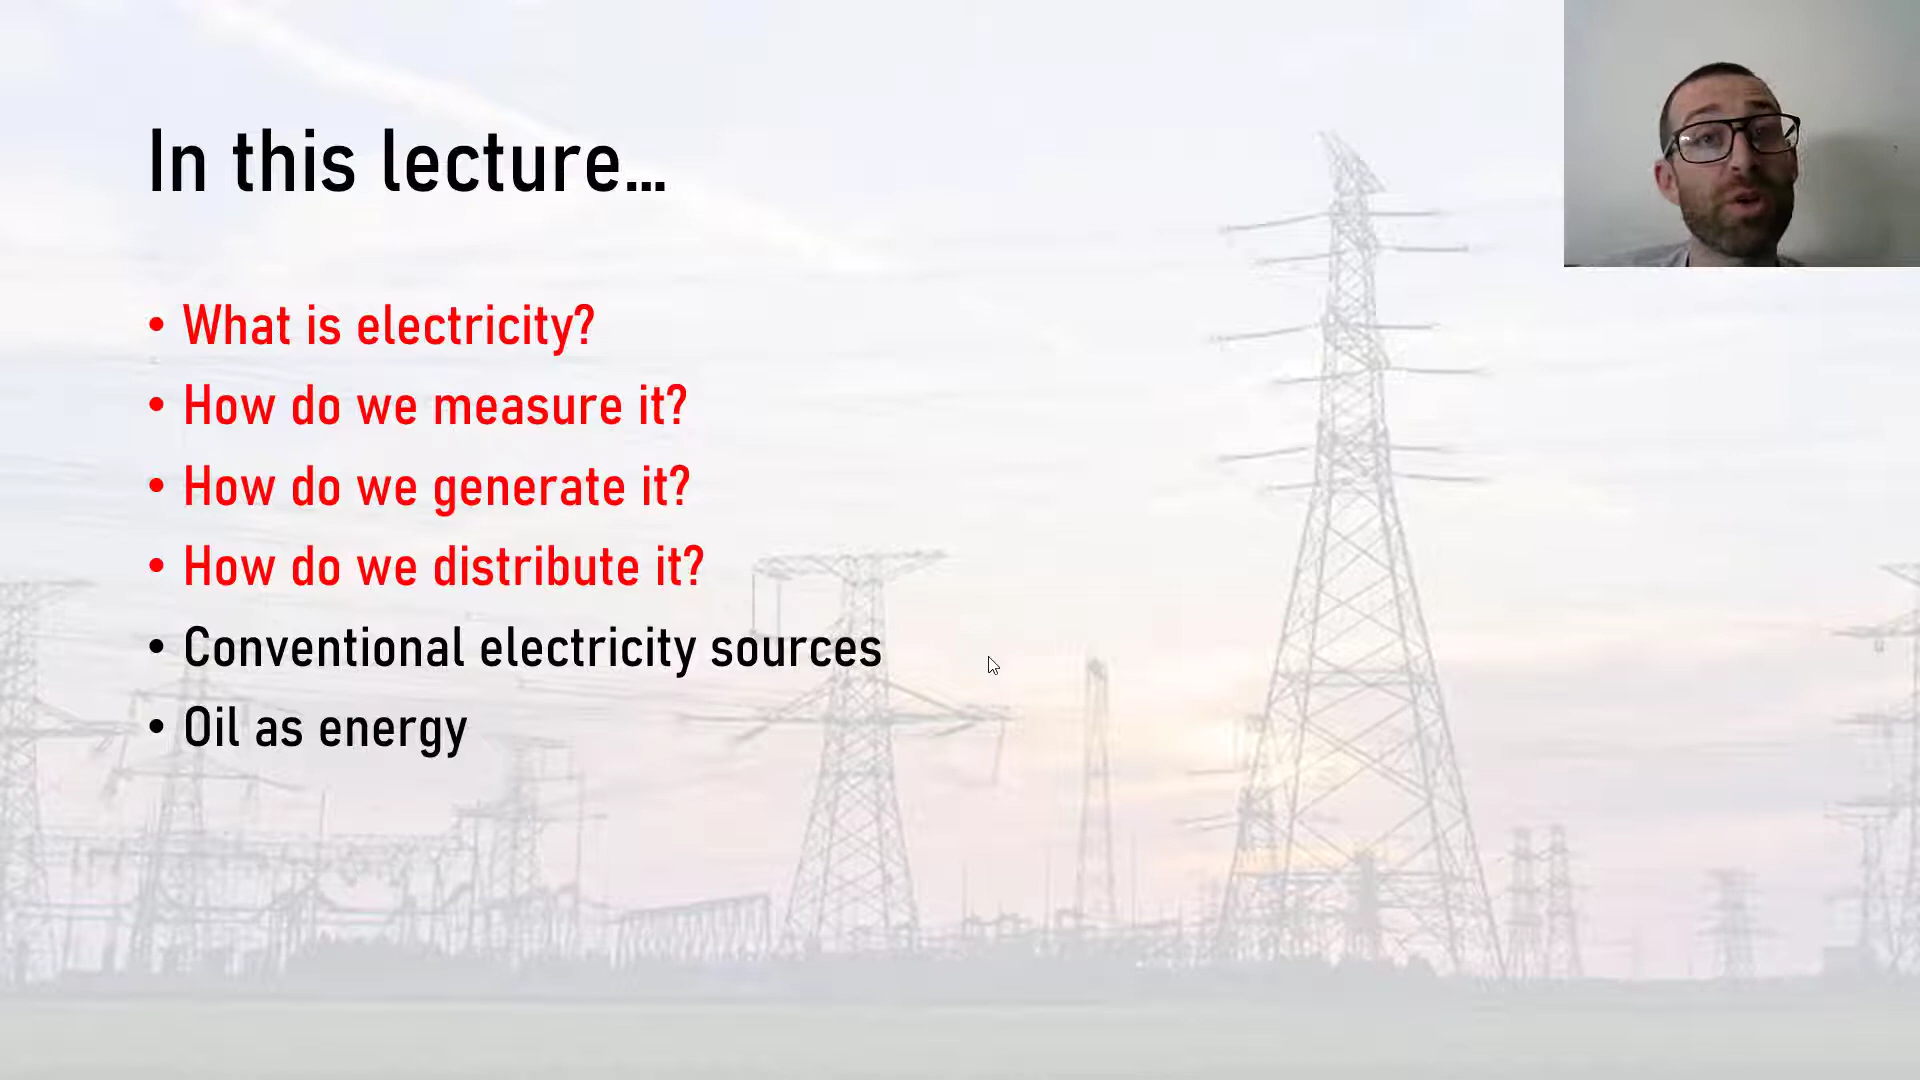 In this lecture...
• What is electricity?
• How do we measure it?
• How do we generate it?
• How do we distribute it?
• Conventional electricity sources
• Oil as energy